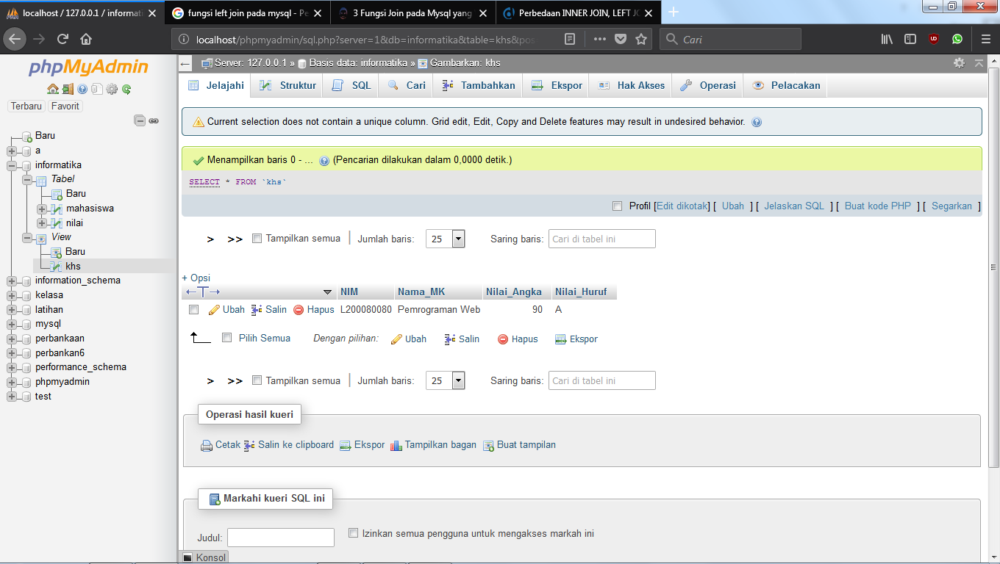 localhost / 127.0.0.1 / informati
fungsi left join pada mysql - Pe
3 Fungsi Join pada Mysql yang
Perbedaan INNER JOIN, LEFT JO
localhost/phpmyadmin/sql.php?server=1&db=informatika&table=khs&pos
Cari
phpMyAdmin
Terbaru Favorit
Baru
a
informatika
Tabel
Baru
mahasiswa
nilai
View
Baru
khs
information_schema
kelasa
latihan
mysql
perbankaan
perbankan6
performance_schema
phpmyadmin
test
Server: 127.0.0.1 » Basis data: informatika » Gambarkan: khs
Jelajahi Struktur SQL Cari Tambahkan Ekspor Hak Akses Operasi Pelacakan
Current selection does not contain a unique column. Grid edit, Edit, Copy and Delete features may result in undesired behavior.
Menampilkan baris 0 - ... (Pencarian dilakukan dalam 0,0000 detik.)
SELECT * FROM `khs`
Profil [Edit dikotak] [ Ubah ] [ Jelaskan SQL ] [ Buat kode PHP ] [ Segarkan ]
> >> Tampilkan semua | Jumlah baris: 25 Saring baris: Cari di tabel ini
+ Opsi
←T→ NIM Nama_MK Nilai_Angka Nilai_Huruf
Ubah Salin Hapus L200080080 Pemrograman Web 90 A
Pilih Semua Dengan pilihan: Ubah Salin Hapus Ekspor
> >> Tampilkan semua | Jumlah baris: 25 Saring baris: Cari di tabel ini
Operasi hasil kueri
Cetak Salin ke clipboard Ekspor Tampilkan bagan Buat tampilan
Markahi kueri SQL ini
Judul: Izinkan semua pengguna untuk mengakses markah ini
Konsol